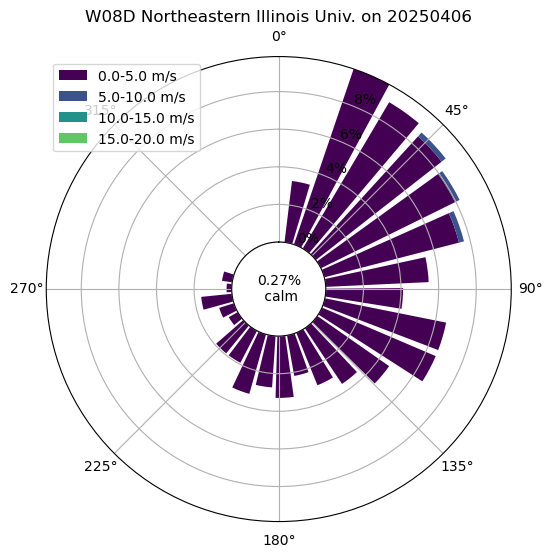 W08D Northeastern Illinois Univ. on 20250406
0°
0.0-5.0 m/s
5.0-10.0 m/s
10.0-15.0 m/s
15.0-20.0 m/s
315°
45°
8%
6%
4%
2%
0%
270°
0.27%
calm
90°
225°
135°
180°